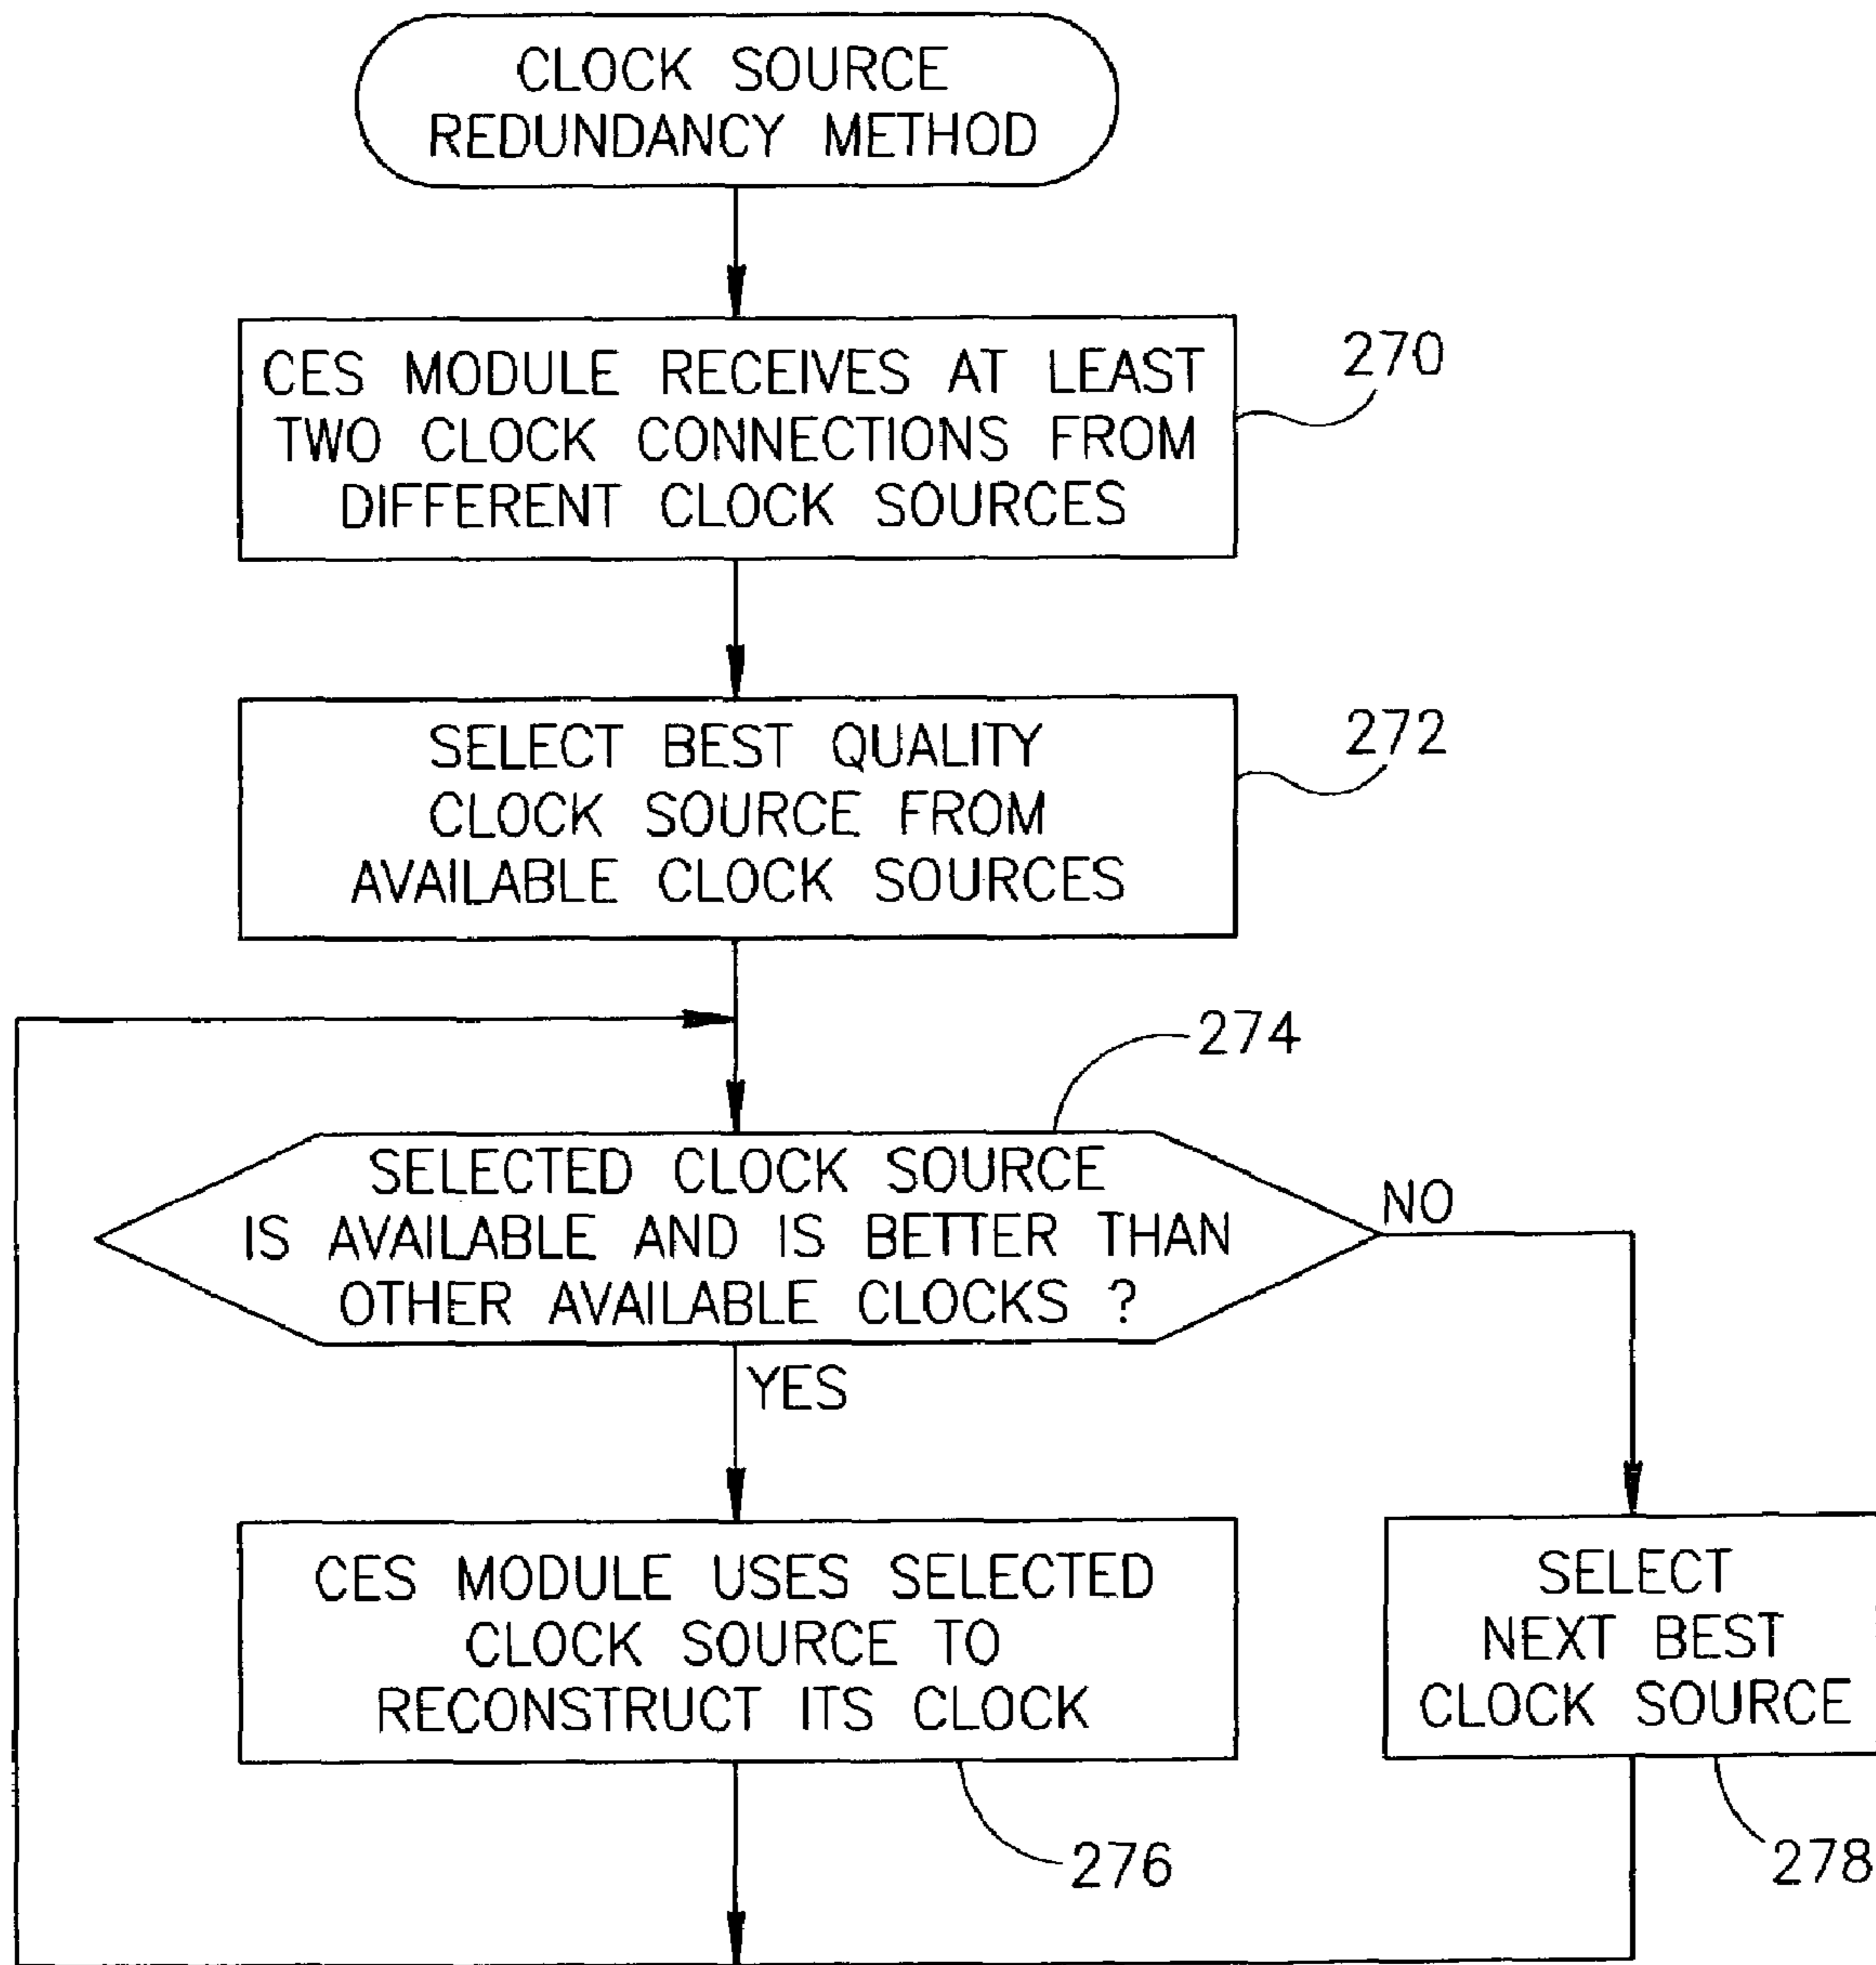 CLOCK SOURCE
REDUNDANCY METHOD
CES MODULE RECEIVES AT LEAST
TWO CLOCK CONNECTIONS FROM
DIFFERENT CLOCK SOURCES
270
SELECT BEST QUALITY
CLOCK SOURCE FROM
AVAILABLE CLOCK SOURCES
272
274
SELECTED CLOCK SOURCE
IS AVAILABLE AND IS BETTER THAN
OTHER AVAILABLE CLOCKS ?
NO
YES
CES MODULE USES SELECTED
CLOCK SOURCE TO
RECONSTRUCT ITS CLOCK
276
SELECT
NEXT BEST
CLOCK SOURCE
278